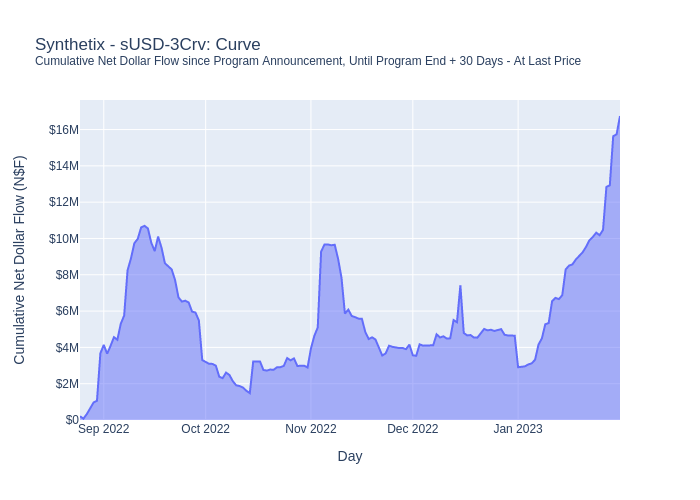 Synthetix - sUSD-3Crv: Curve
Cumulative Net Dollar Flow since Program Announcement, Until Program End + 30 Days - At Last Price
Cumulative Net Dollar Flow (N$F)
$16M
$14M
$12M
$10M
$8M
$6M
$4M
$2M
$0
Sep 2022 Oct 2022 Nov 2022 Dec 2022 Jan 2023
Day